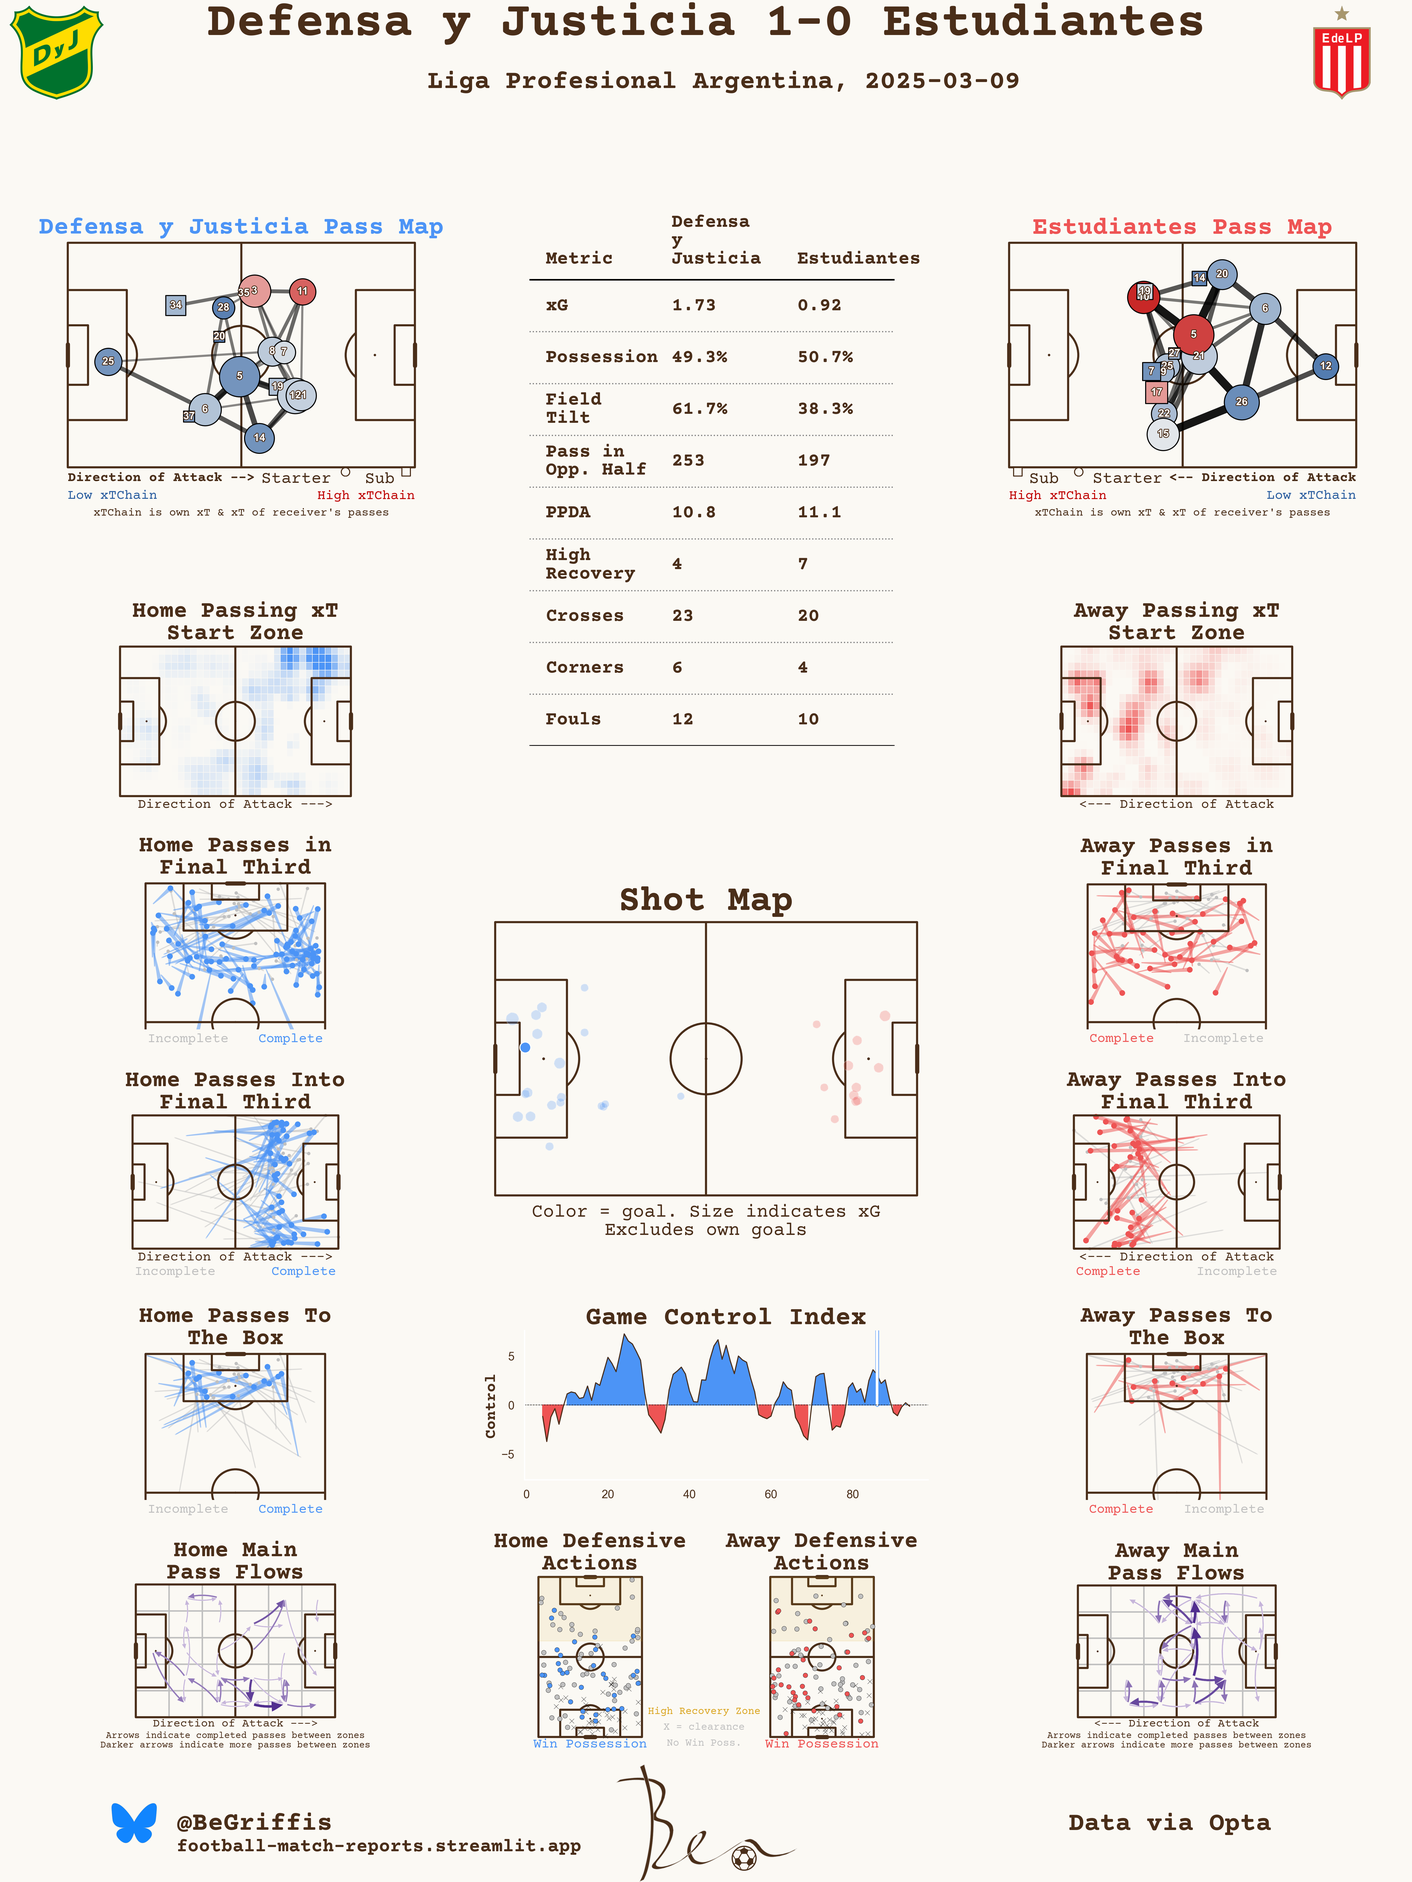 Defensa y Justicia 1-0 Estudiantes
Liga Profesional Argentina, 2025-03-09
DyJ
EdeLP
Defensa y Justicia Pass Map
34
35
3
11
28
20
8
7
25
5
19
6
37
121
14
Direction of Attack --> Starter Sub
Low xTChain High xTChain
xTChain is own xT & xT of receiver's passes
Metric Defensa y Justicia Estudiantes
xG 1.73 0.92
Possession 49.3% 50.7%
Field Tilt 61.7% 38.3%
Pass in Opp. Half 253 197
PPDA 10.8 11.1
High Recovery 4 7
Crosses 23 20
Corners 6 4
Fouls 12 10
Estudiantes Pass Map
14
20
19
10
6
5
27
21
7
25
9
12
17
26
22
15
Sub Starter <-- Direction of Attack
High xTChain Low xTChain
xTChain is own xT & xT of receiver's passes
Home Passing xT
Start Zone
Direction of Attack --->
Away Passing xT
Start Zone
<--- Direction of Attack
Home Passes in
Final Third
Incomplete Complete
Away Passes in
Final Third
Complete Incomplete
Shot Map
Color = goal. Size indicates xG
Excludes own goals
Home Passes Into
Final Third
Direction of Attack --->
Incomplete Complete
Away Passes Into
Final Third
<--- Direction of Attack
Complete Incomplete
Home Passes To
The Box
Incomplete Complete
Game Control Index
Control
5
0
−5
0 20 40 60 80
Away Passes To
The Box
Complete Incomplete
Home Main
Pass Flows
Direction of Attack --->
Arrows indicate completed passes between zones
Darker arrows indicate more passes between zones
Home Defensive
Actions
Win Possession
Away Defensive
Actions
Win Possession
High Recovery Zone
X = clearance
No Win Poss.
Away Main
Pass Flows
<--- Direction of Attack
Arrows indicate completed passes between zones
Darker arrows indicate more passes between zones
@BeGriffis
football-match-reports.streamlit.app
Ben
Data via Opta